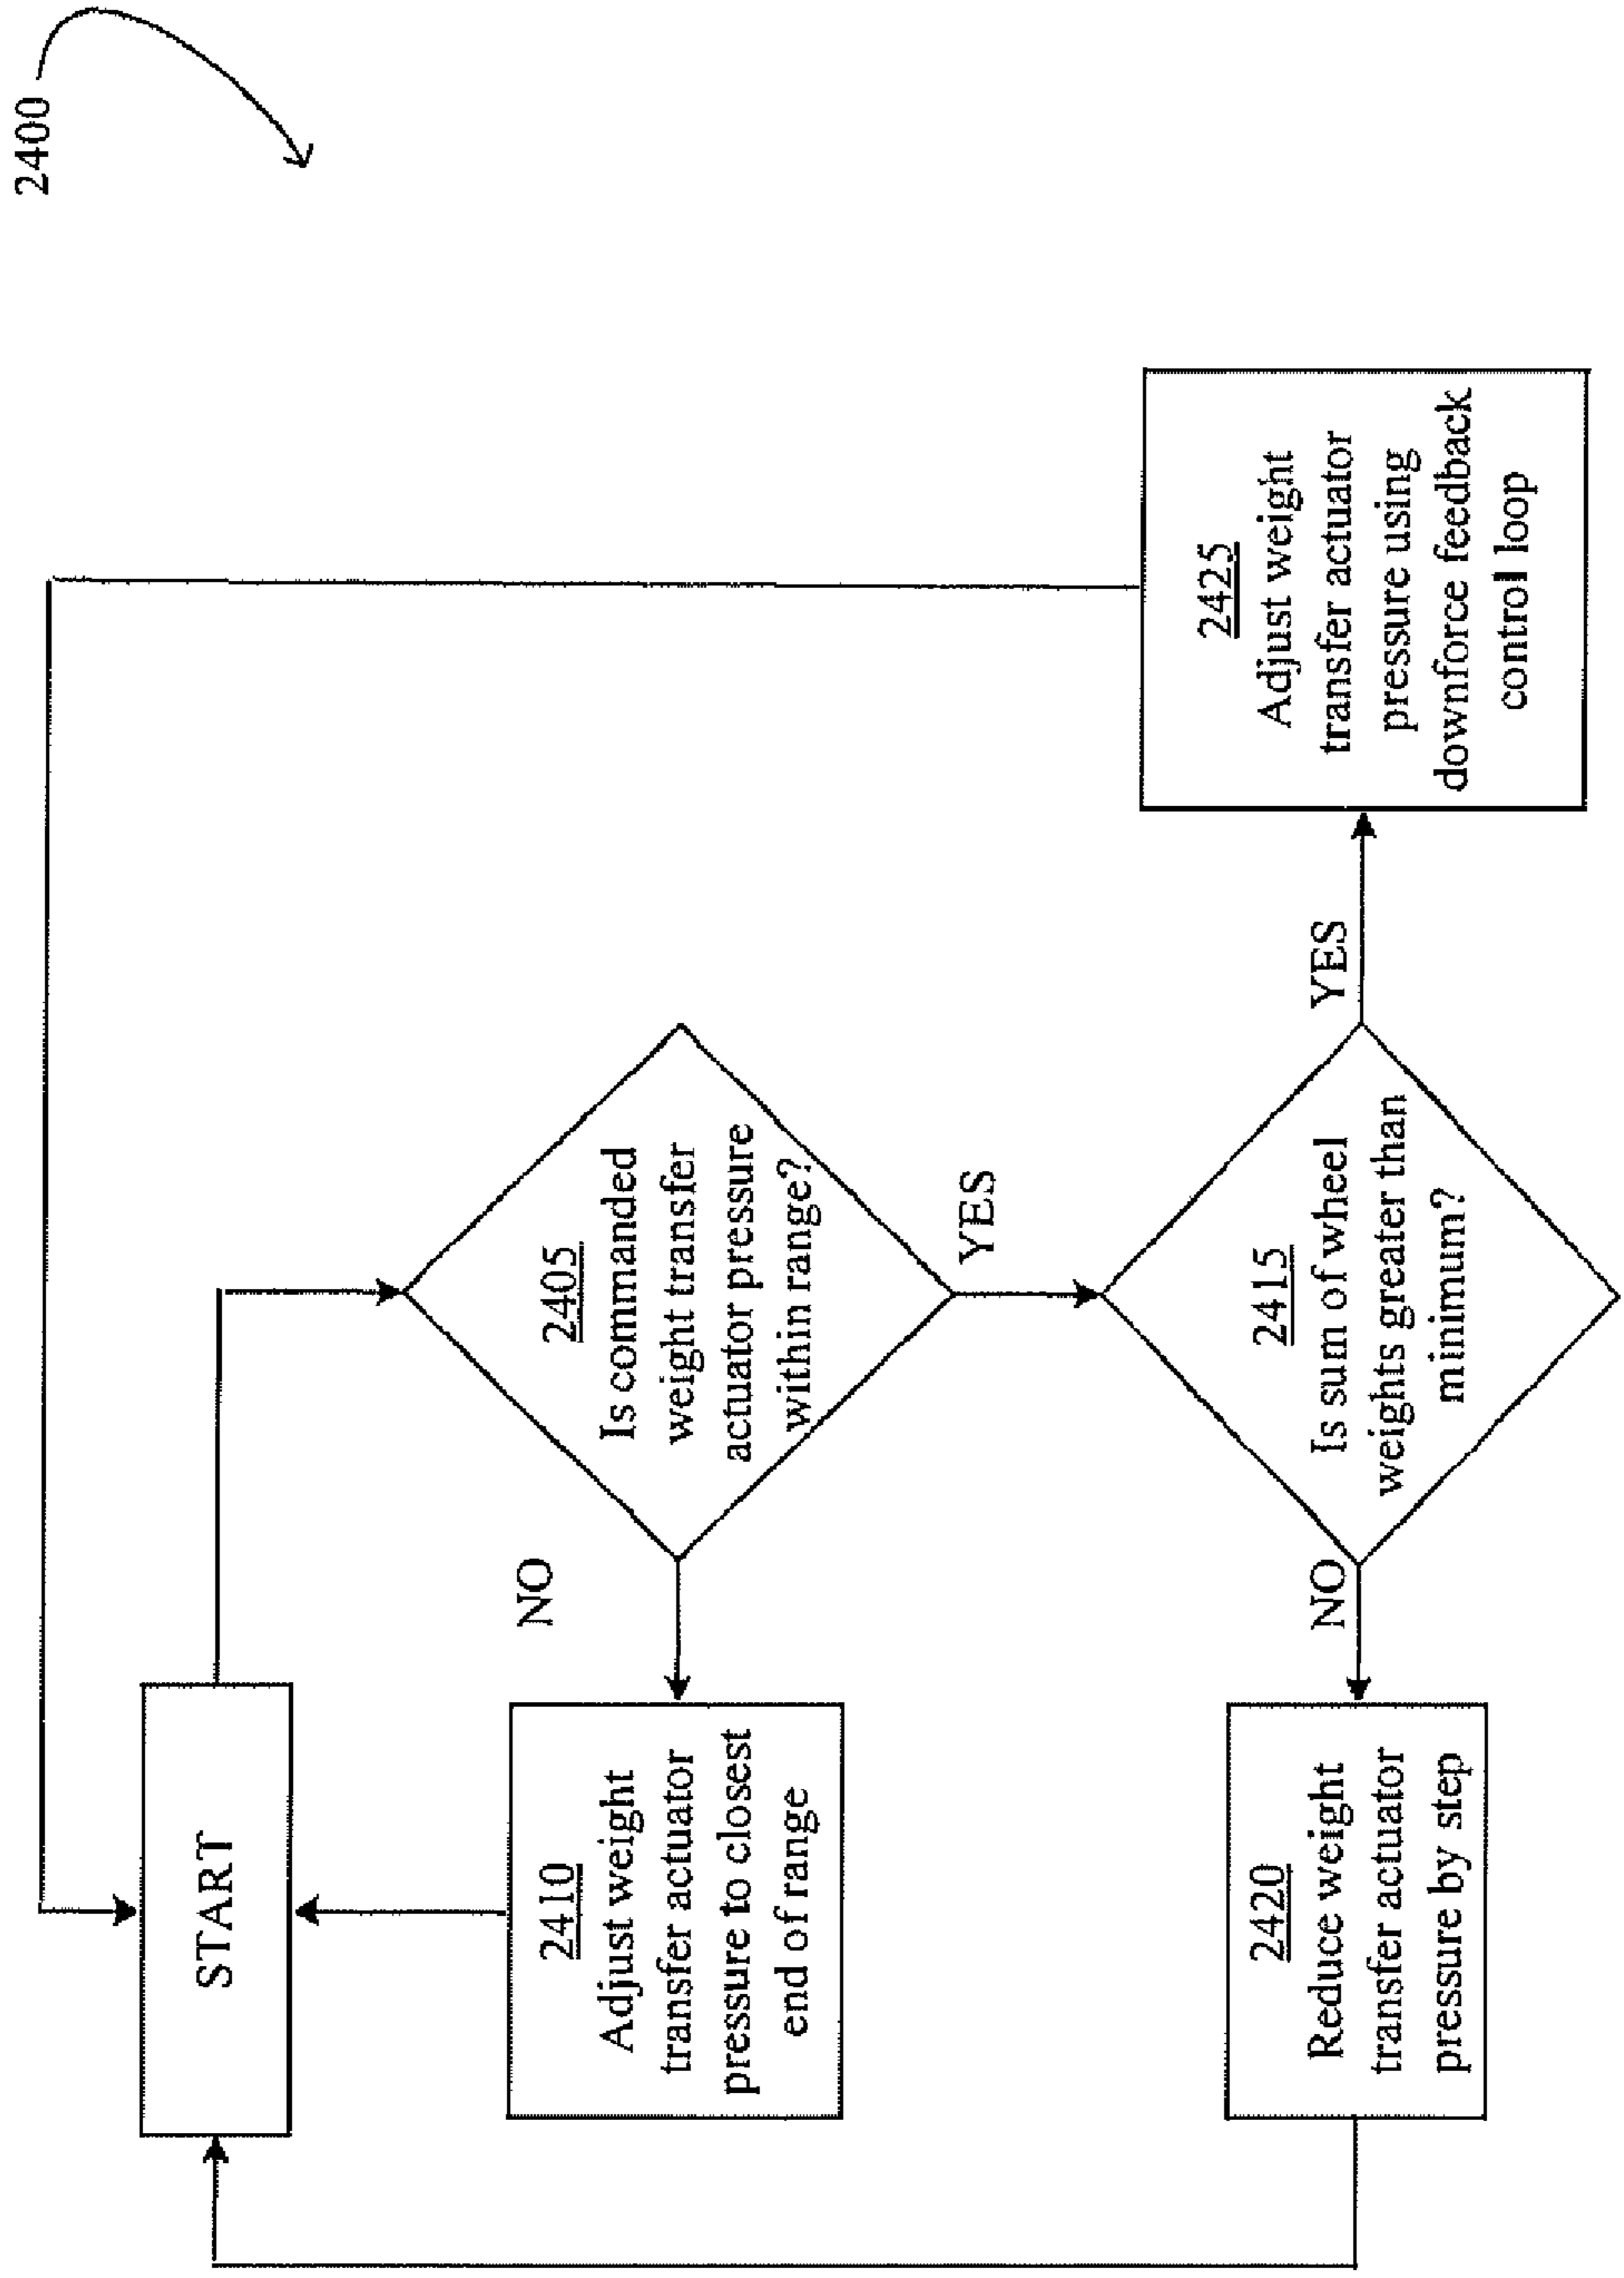 2400
START
2405
Is commanded
weight transfer
actuator pressure
within range?
NO
2410
Adjust weight
transfer actuator
pressure to closest
end of range
YES
2415
Is sum of wheel
weights greater than
minimum?
NO
2420
Reduce weight
transfer actuator
pressure by step
YES
2425
Adjust weight
transfer actuator
pressure using
downforce feedback
control loop